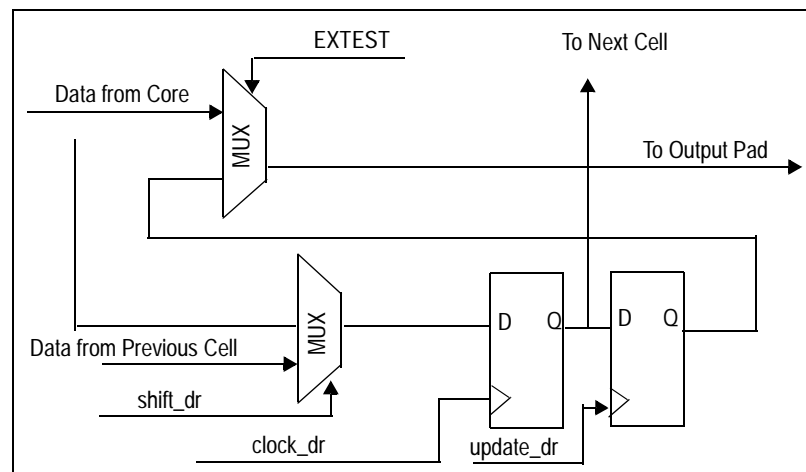 EXTEST
To Next Cell
Data from Core
MUX
To Output Pad
MUX
D Q
D Q
Data from Previous Cell
shift_dr
clock_dr
update_dr